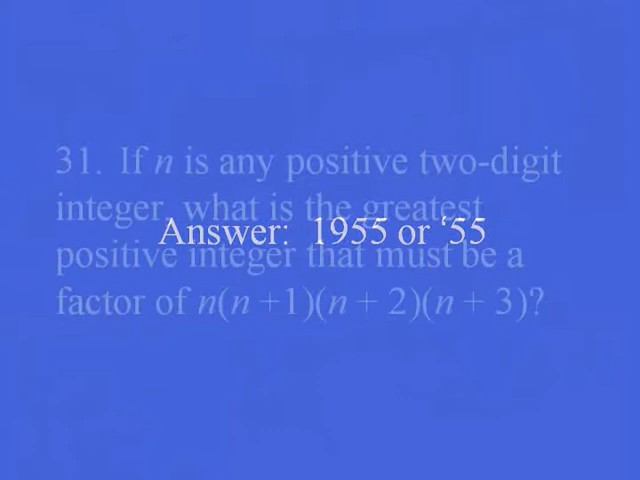 31. If n is any positive two-digit
integer, what is the greatest
Answer: 1955 or ‘55
positive integer that must be a
factor of n(n +1)(n + 2)(n + 3)?